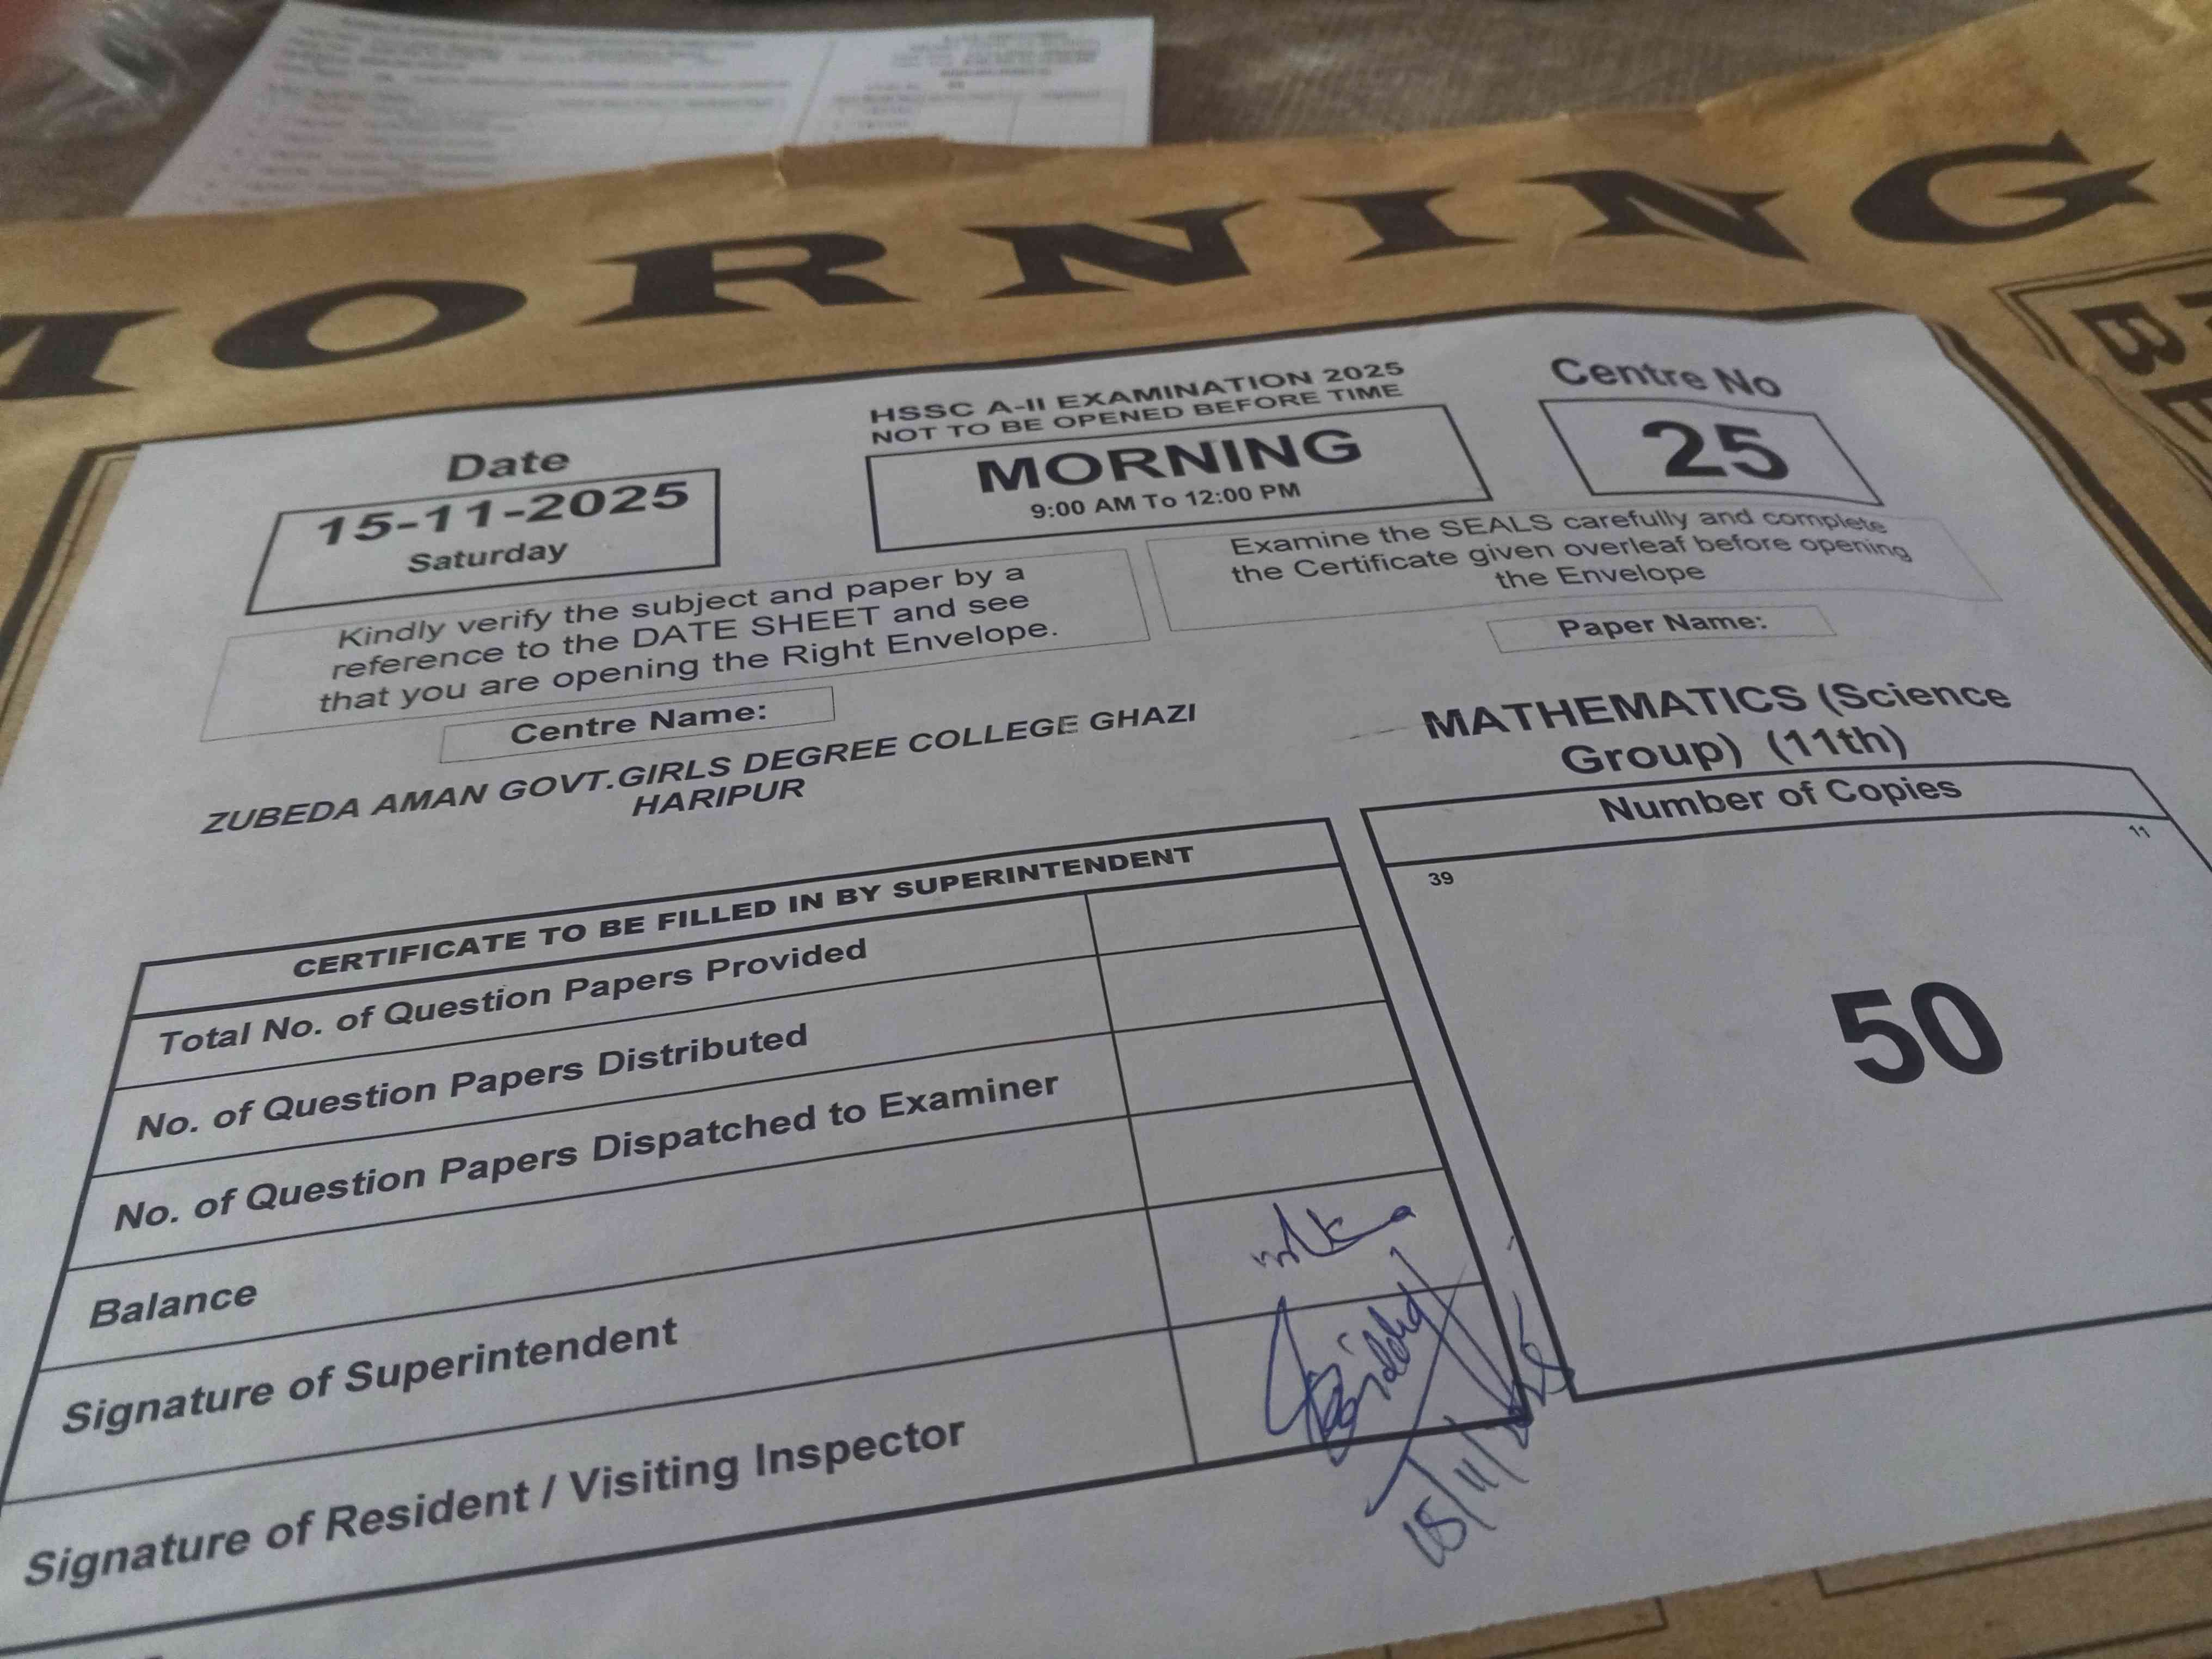 MORNING
HSSC A-II EXAMINATION 2025
NOT TO BE OPENED BEFORE TIME
Date
15-11-2025
Saturday
MORNING
9:00 AM To 12:00 PM
Centre No
25
Kindly verify the subject and paper by a
reference to the DATE SHEET and see
that you are opening the Right Envelope.
Examine the SEALS carefully and complete
the Certificate given overleaf before opening
the Envelope
Centre Name:
ZUBEDA AMAN GOVT.GIRLS DEGREE COLLEGE GHAZI
HARIPUR
Paper Name:
MATHEMATICS (Science
Group) (11th)
CERTIFICATE TO BE FILLED IN BY SUPERINTENDENT
Total No. of Question Papers Provided
No. of Question Papers Distributed
No. of Question Papers Dispatched to Examiner
Balance
Signature of Superintendent
Signature of Resident / Visiting Inspector
15/11/2025
Number of Copies
39
11
50